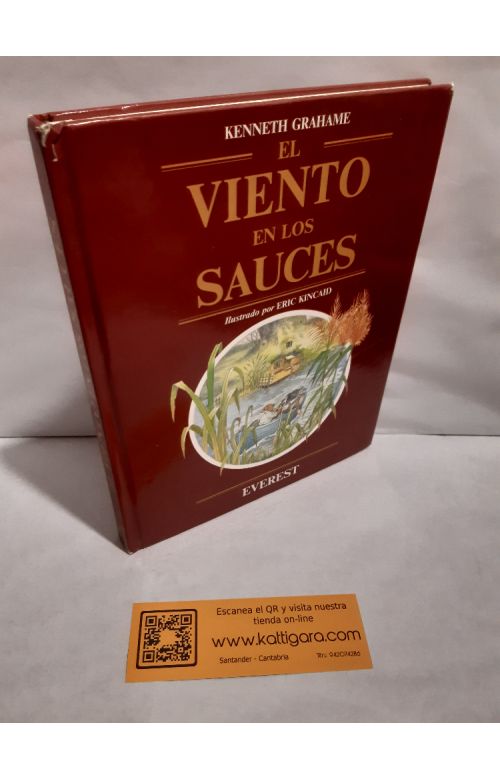 KENNETH GRAHAME
EL
VIENTO
EN LOS
SAUCES
Ilustrado por ERIC KINCAID
EVEREST
Escanea el QR y visita nuestra
tienda on-line
www.kattigara.com
Santander - Cantabria